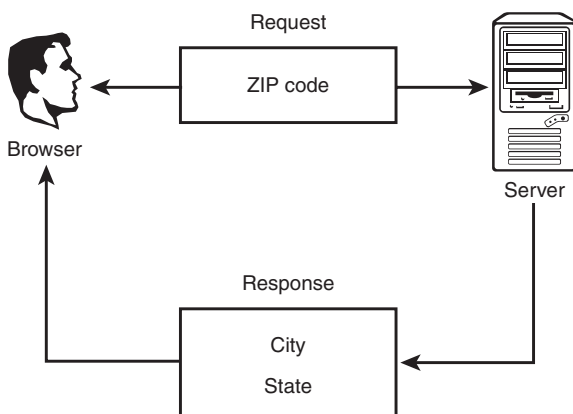 Request
ZIP code
Browser
Server
Response
City
State